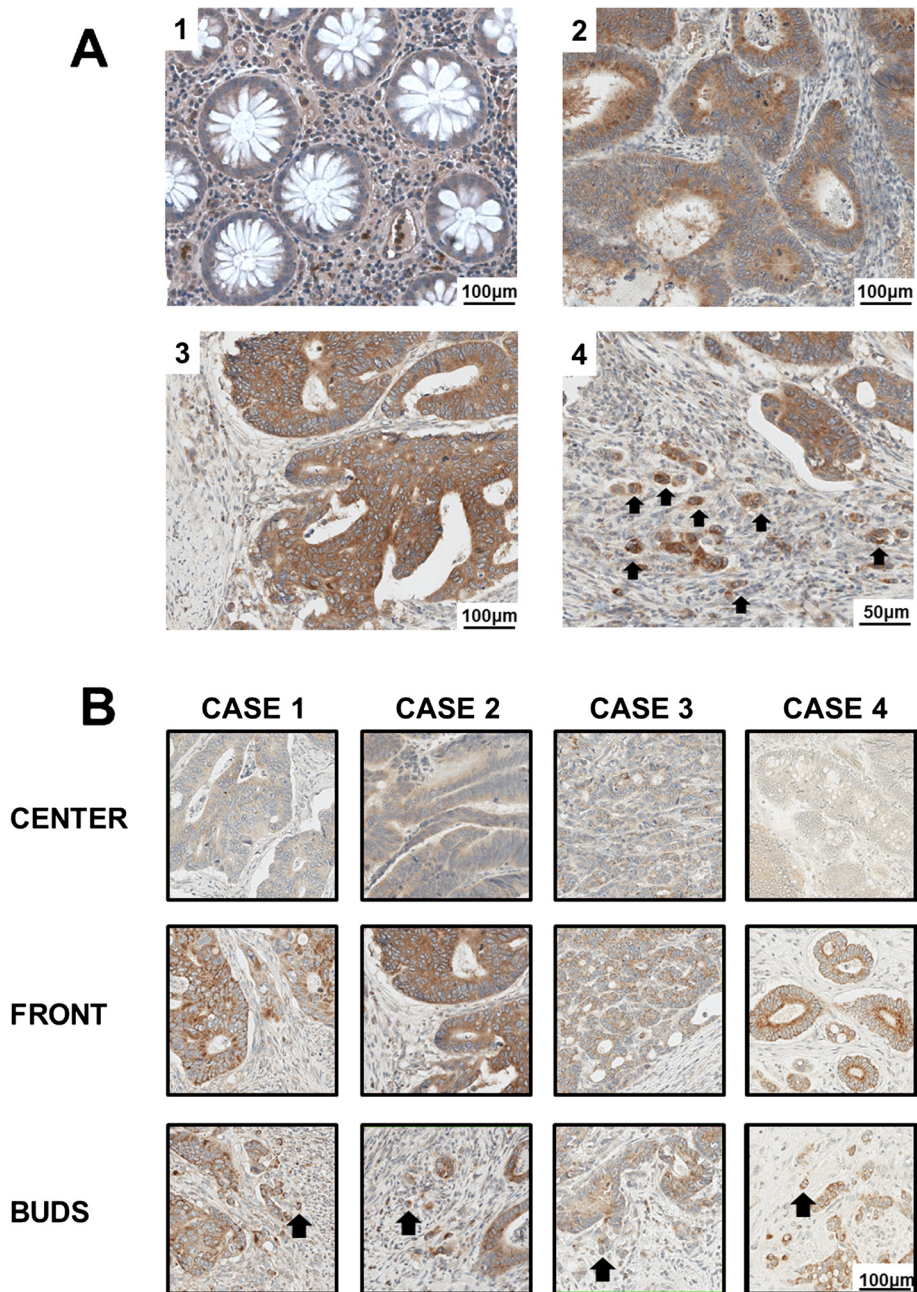 A
1
2
100µm
100µm
3
4
100µm
50µm
B
CASE 1
CASE 2
CASE 3
CASE 4
CENTER
FRONT
BUDS
100µm